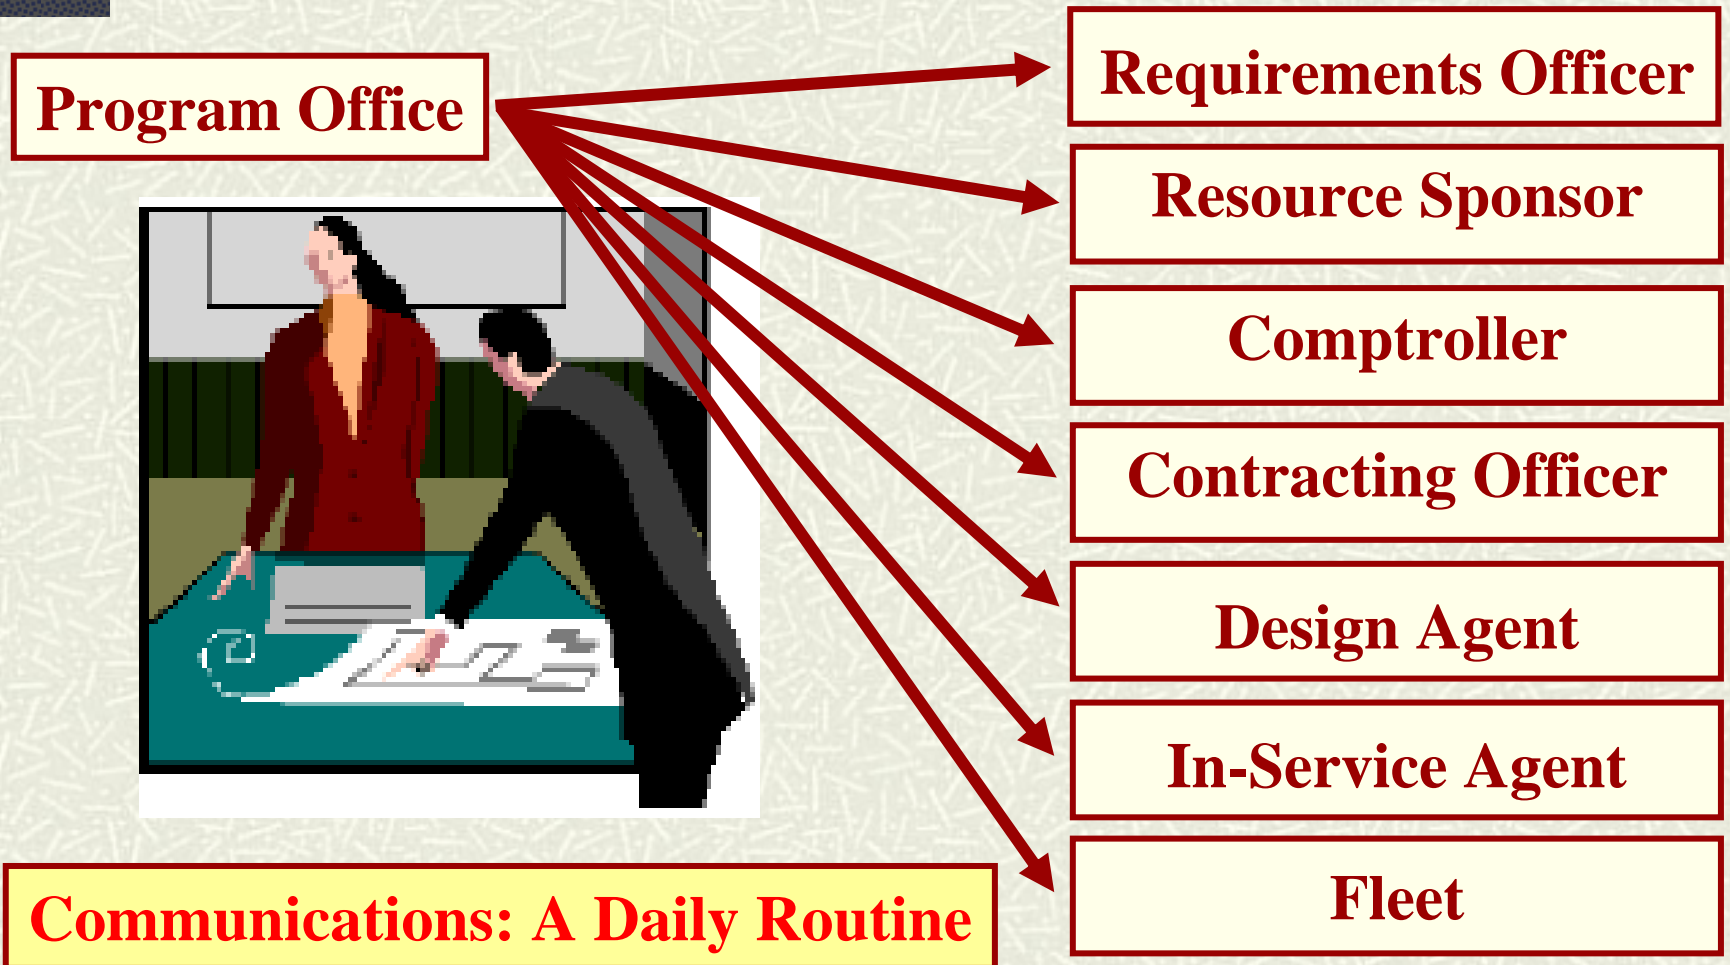 Program Office
Requirements Officer
Resource Sponsor
Comptroller
Contracting Officer
Design Agent
In-Service Agent
Fleet
Communications: A Daily Routine